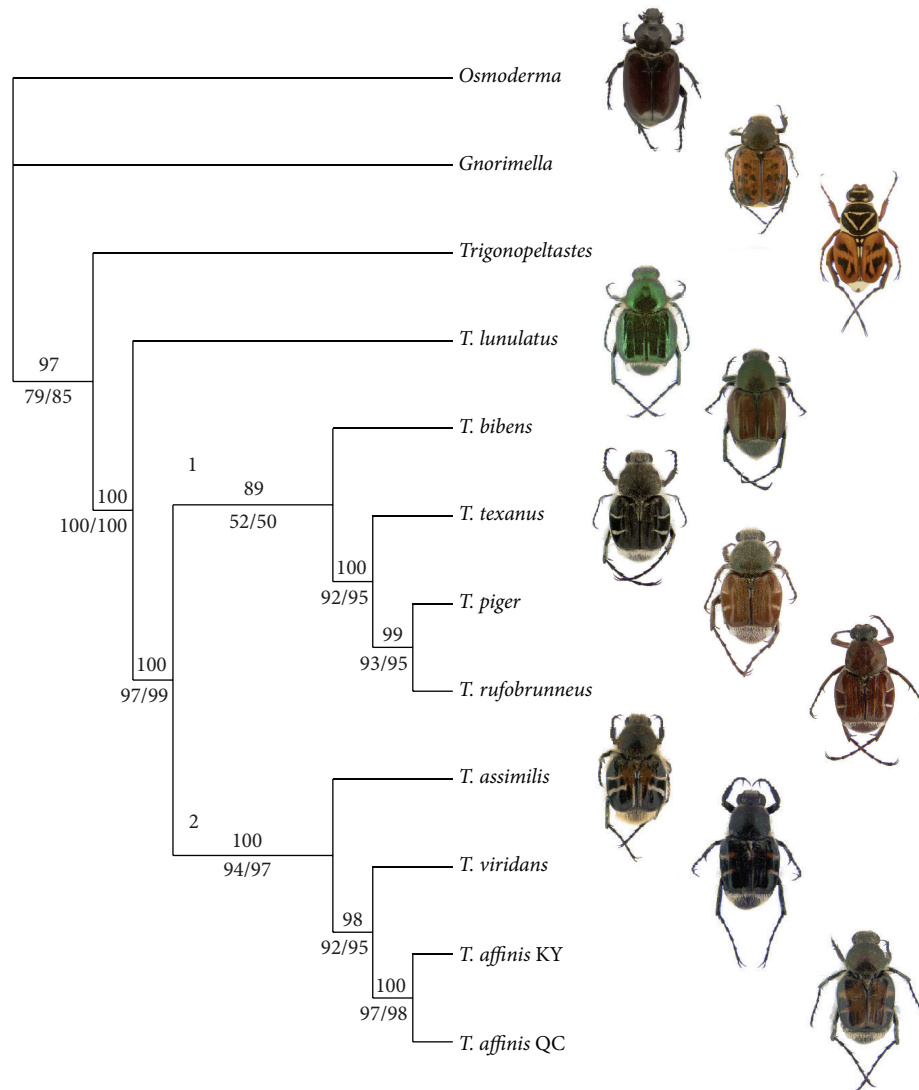 Osmoderma
Gnorimella
Trigonopeltastes
97
79/85
T. lunulatus
T. bibens
1
89
52/50
100
100/100
T. texanus
100
92/95
T. piger
99
93/95
T. rufobrunneus
100
97/99
T. assimilis
2
100
94/97
T. viridans
98
92/95
T. affinis KY
100
97/98
T. affinis QC